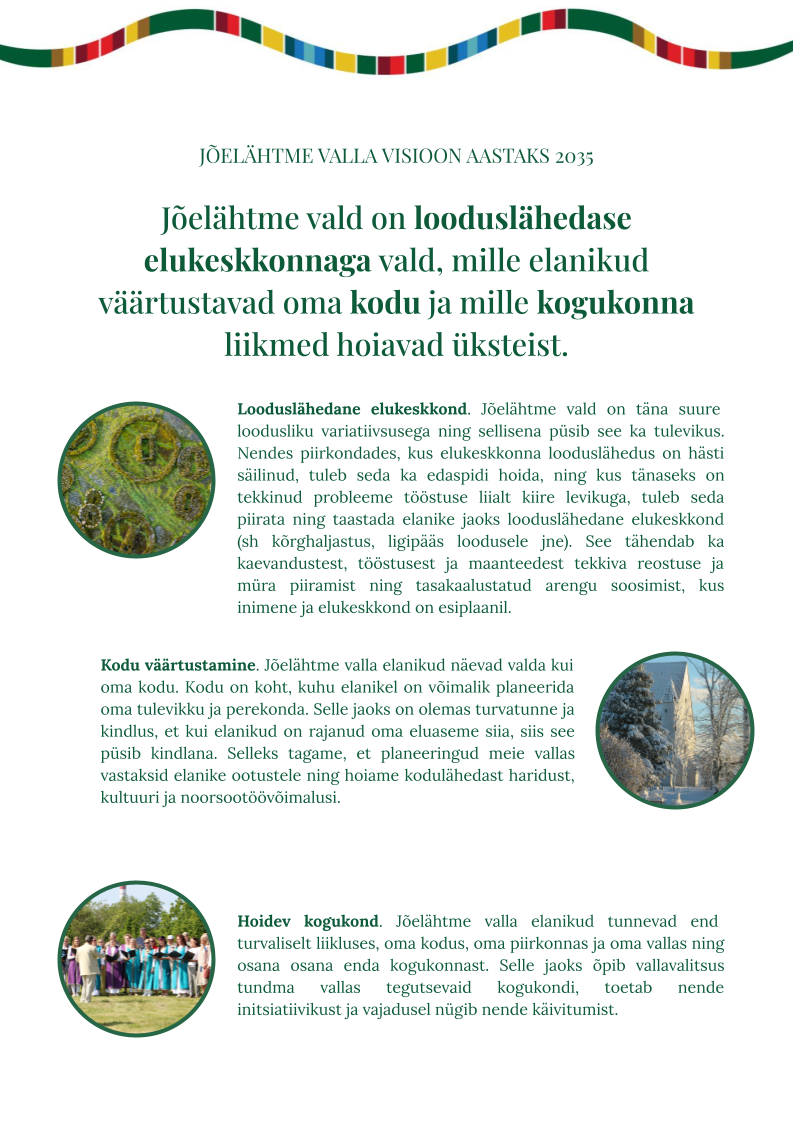 JÕELÄHTME VALLA VISIOON AASTAKS 2035
Jõelähtme vald on looduslähedase
elukeskkonnaga vald, mille elanikud
väärtustavad oma kodu ja mille kogukonna
liikmed hoiavad üksteist.
Looduslähedane elukeskkond. Jõelähtme vald on täna suure
loodusliku variatiivsusega ning sellisena püsib see ka tulevikus.
Nendes piirkondades, kus elukeskkonna looduslähedus on hästi
säilinud, tuleb seda ka edaspidi hoida, ning kus tänaseks on
tekkinud probleeme tööstuse liialt kiire levikuga, tuleb seda
piirata ning taastada elanike jaoks looduslähedane elukeskkond
(sh kõrghaljastus, ligipääs loodusele jne). See tähendab ka
kaevandustest, tööstusest ja maanteedest tekkiva reostuse ja
müra piiramist ning tasakaalustatud arengu soosimist, kus
inimene ja elukeskkond on esiplaanil.
Kodu väärtustamine. Jõelähtme valla elanikud näevad valda kui
oma kodu. Kodu on koht, kuhu elanikel on võimalik planeerida
oma tulevikku ja perekonda. Selle jaoks on olemas turvatunne ja
kindlus, et kui elanikud on rajanud oma eluaseme siia, siis see
püsib kindlana. Selleks tagame, et planeeringud meie vallas
vastaksid elanike ootustele ning hoiame kodulähedast haridust,
kultuuri ja noorsootöövõimalusi.
Hoidev kogukond. Jõelähtme valla elanikud tunnevad end
turvaliselt liikluses, oma kodus, oma piirkonnas ja oma vallas ning
osana osana enda kogukonnast. Selle jaoks õpib vallavalitsus
tundma vallas tegutsevaid kogukondi, toetab nende
initsiatiivikust ja vajadusel nügib nende käivitumist.